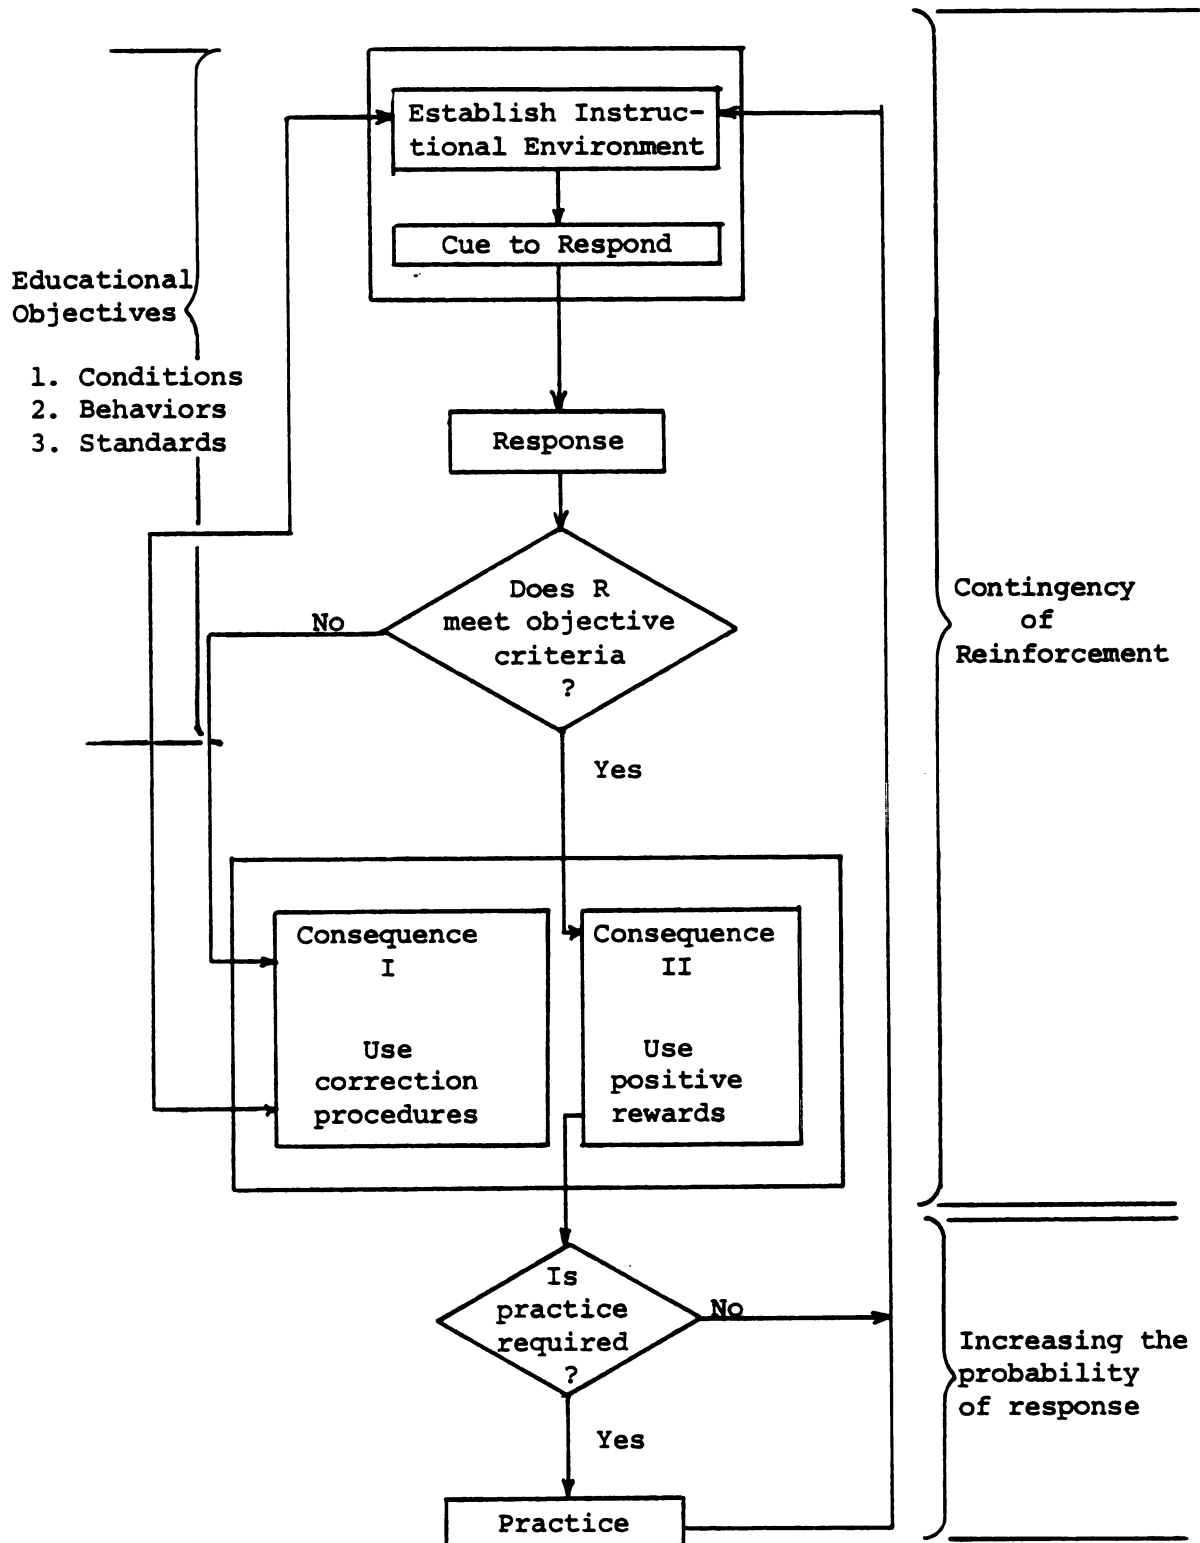 Establish Instruc-
tional Environment
Cue to Respond
Educational
Objectives
1. Conditions
2. Behaviors
3. Standards
Response
Does R
meet objective
criteria
?
No
Yes
Contingency
of
Reinforcement
Consequence
I
Use
correction
procedures
Consequence
II
Use
positive
rewards
Is
practice
required
?
No
Yes
Increasing the
probability
of response
Practice